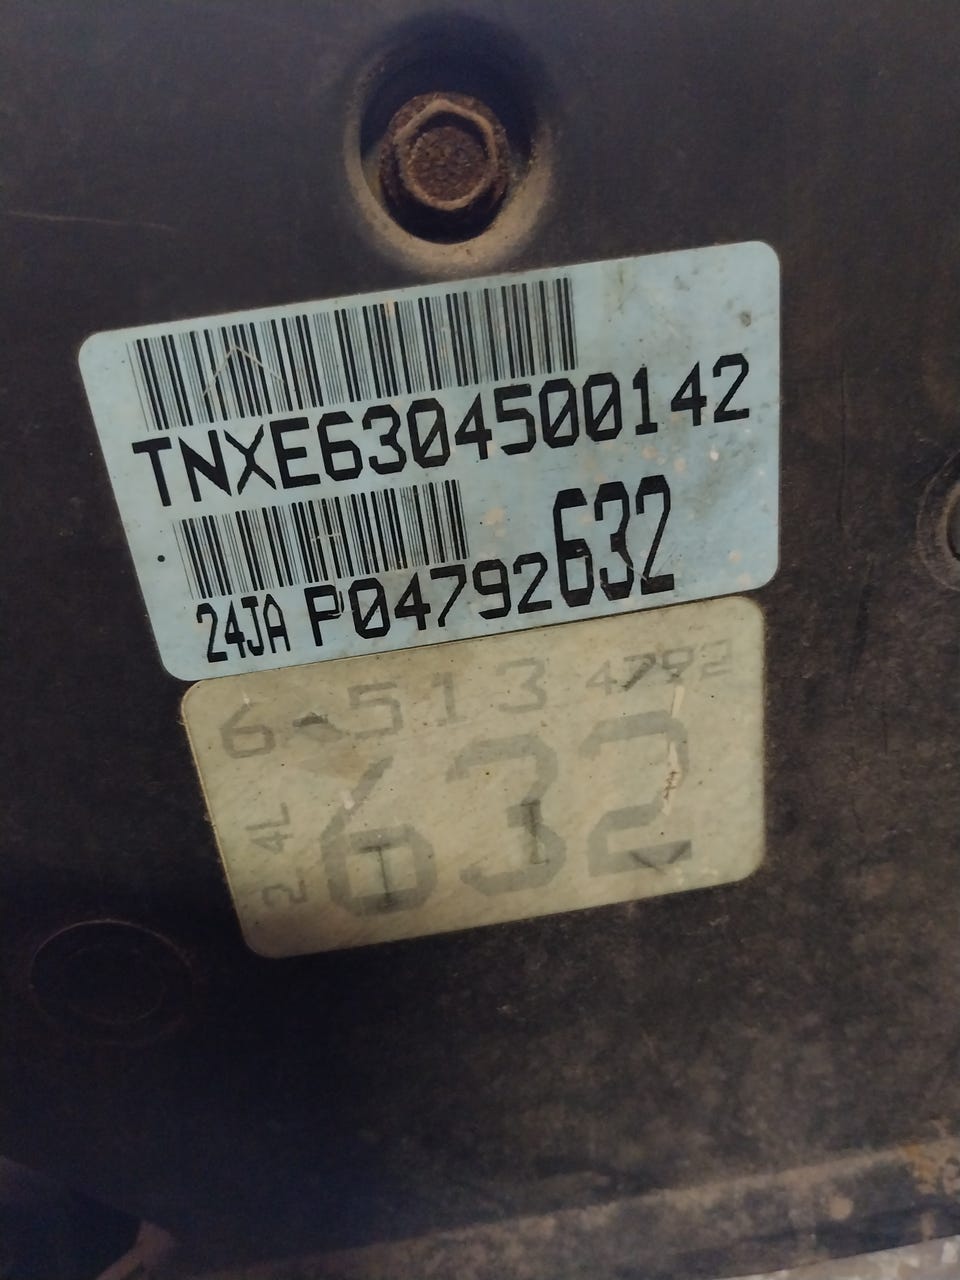 TNXE6304500142
24JA P04792632
6-513 4792
24L 632